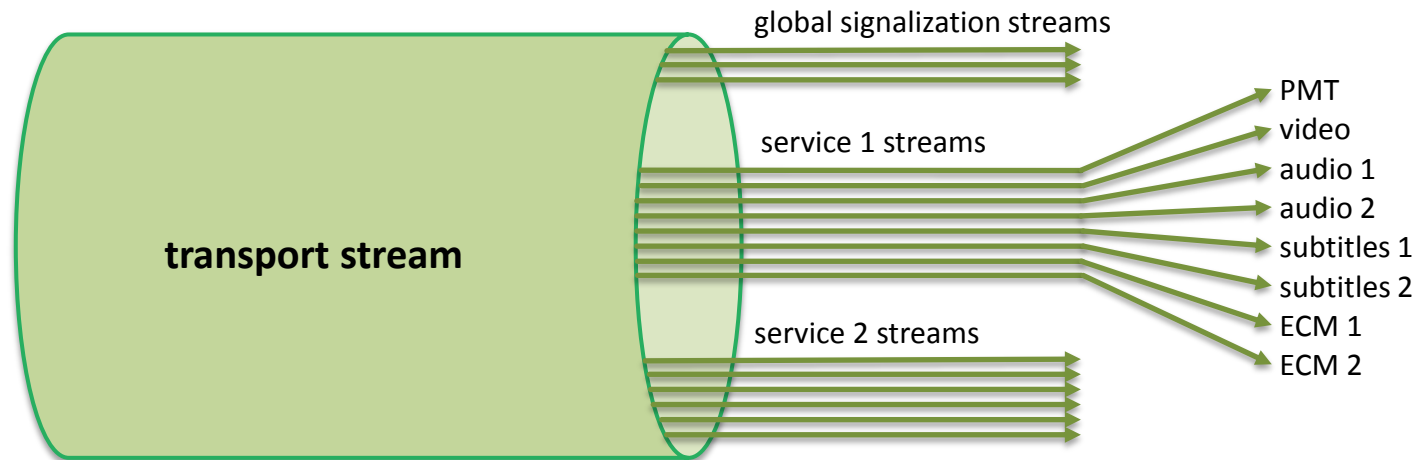 global signalization streams
PMT
video
service 1 streams
audio 1
audio 2
transport stream
subtitles 1
subtitles 2
ECM 1
service 2 streams
ECM 2